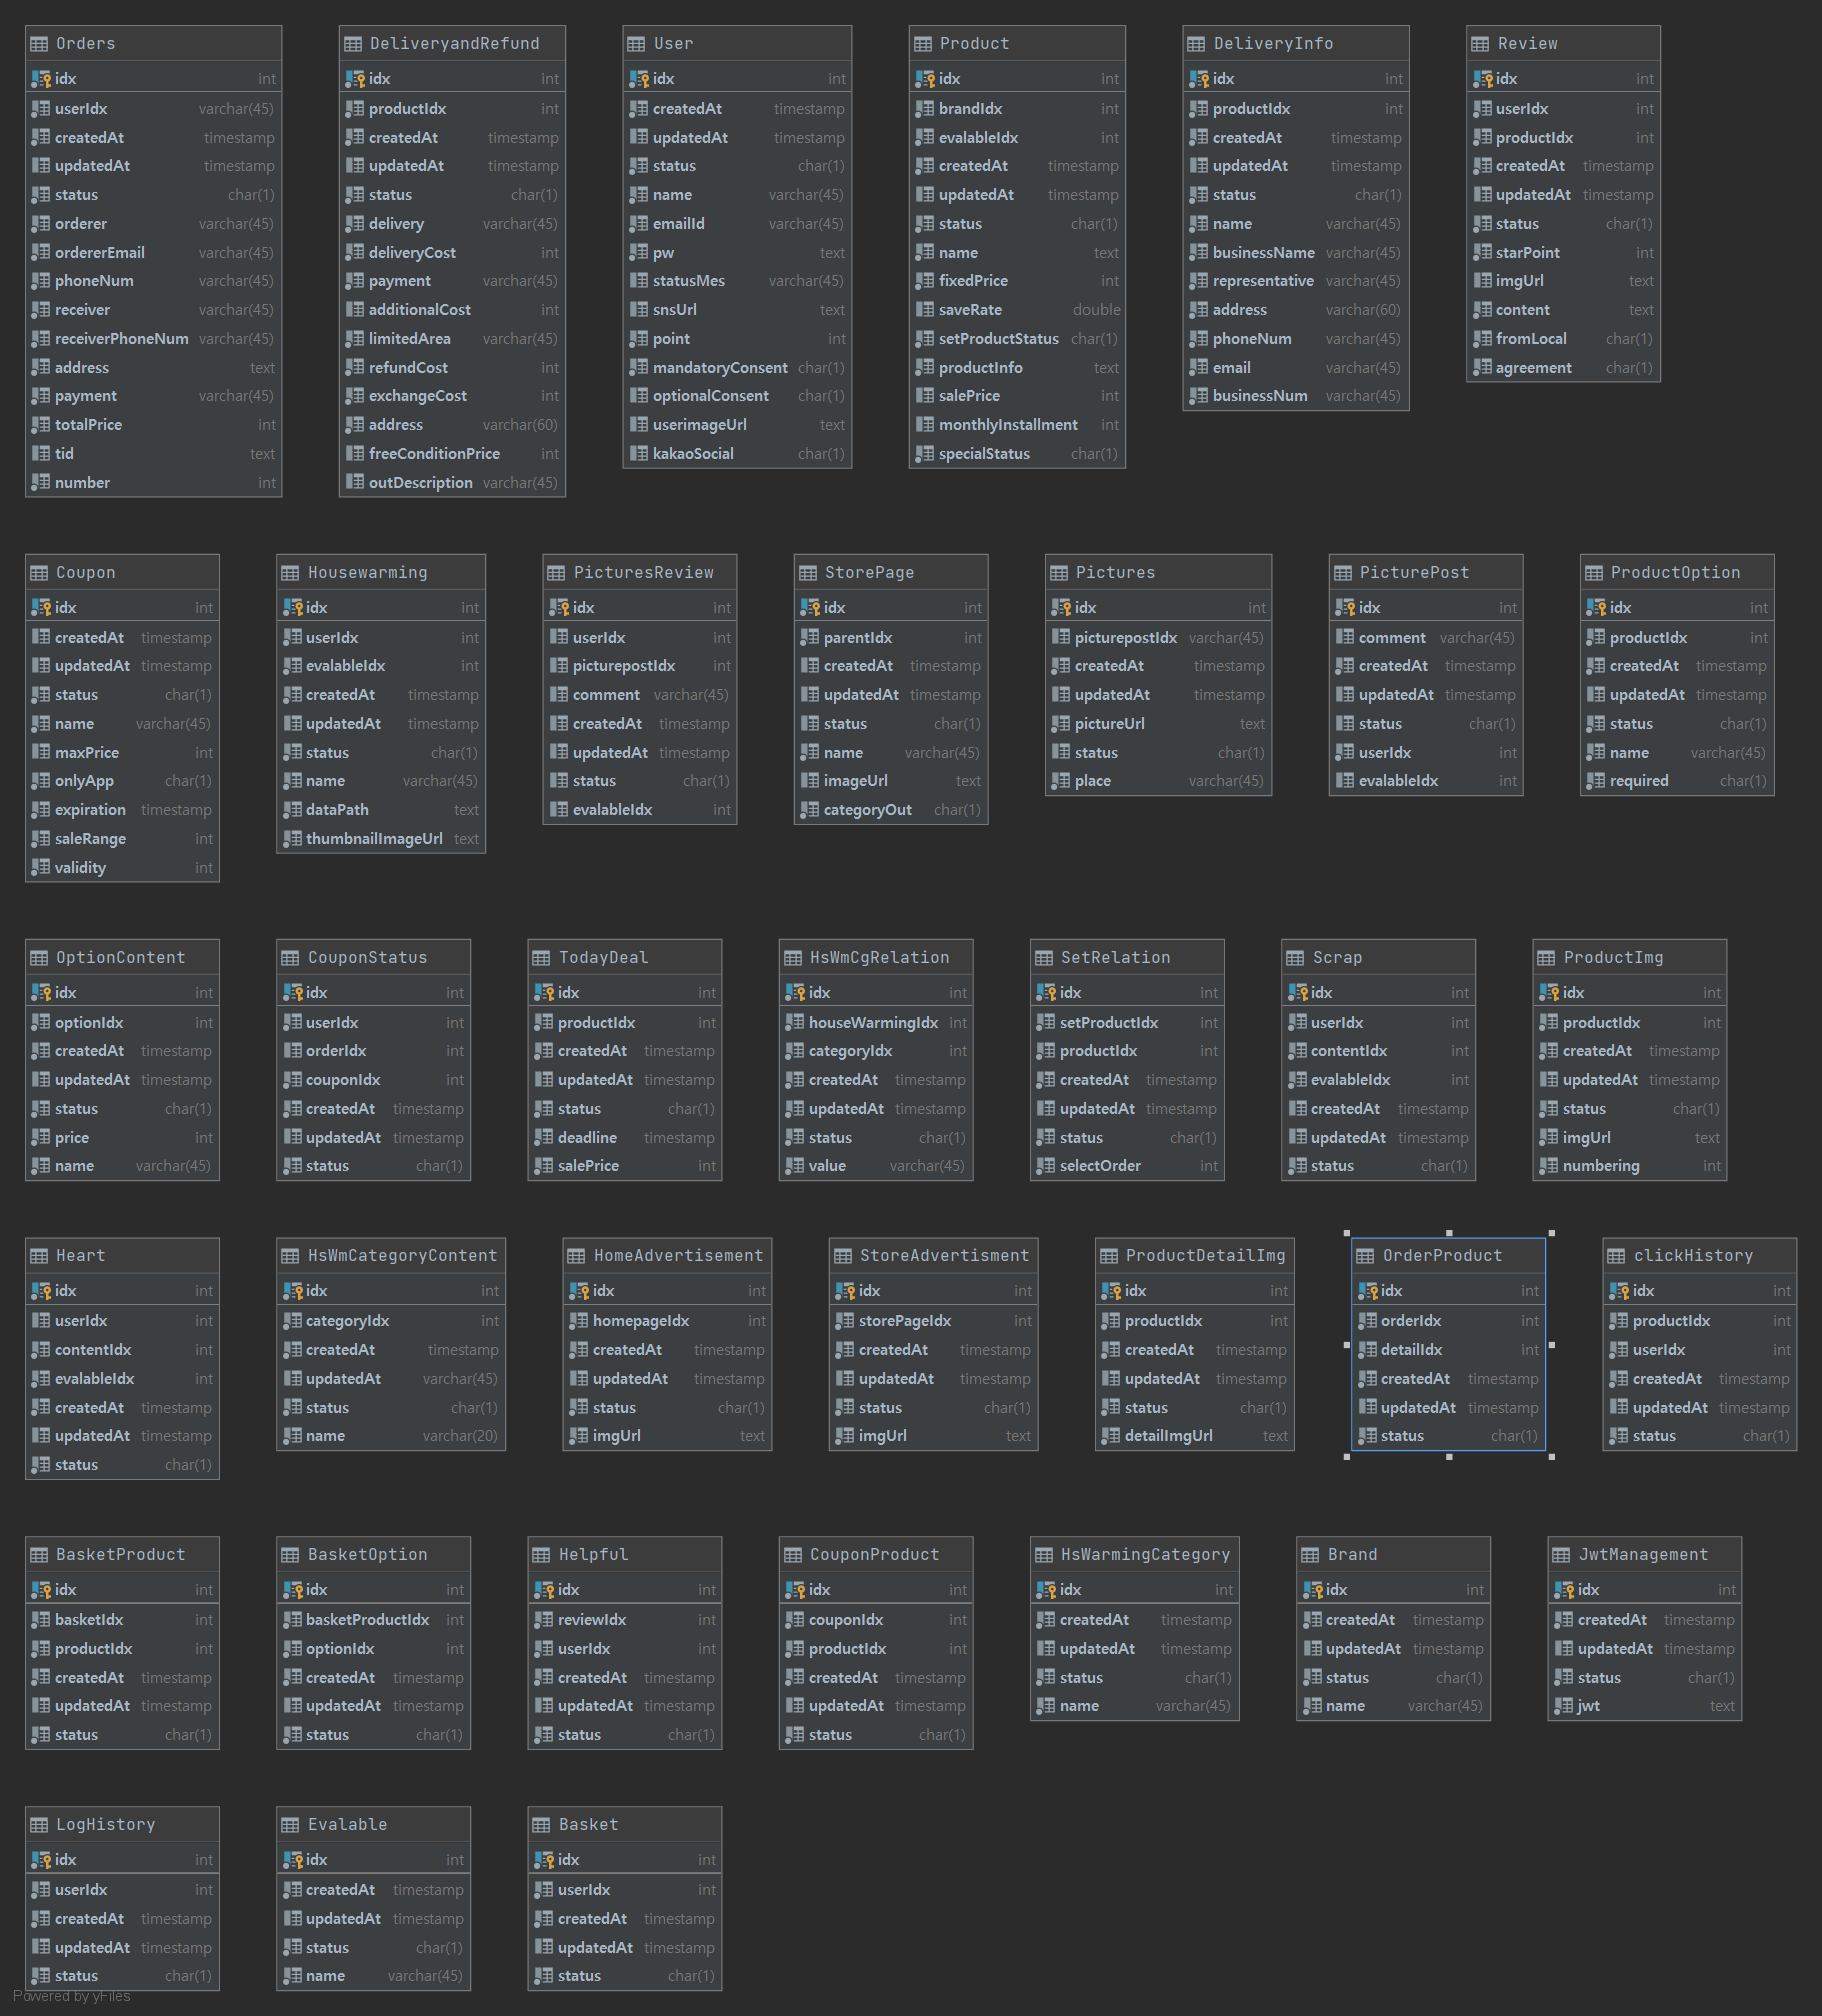 Orders
idx int
userIdx varchar(45)
createdAt timestamp
updatedAt timestamp
status char(1)
orderer varchar(45)
ordererEmail varchar(45)
phoneNum varchar(45)
receiver varchar(45)
receiverPhoneNum varchar(45)
address text
payment varchar(45)
totalPrice int
tid text
number int
DeliveryandRefund
idx int
productIdx int
createdAt timestamp
updatedAt timestamp
status char(1)
delivery varchar(45)
deliveryCost int
payment varchar(45)
additionalCost int
limitedArea varchar(45)
refundCost int
exchangeCost int
address varchar(60)
freeConditionPrice int
outDescription varchar(45)
User
idx int
createdAt timestamp
updatedAt timestamp
status char(1)
name varchar(45)
emailId varchar(45)
pw text
statusMes varchar(45)
snsUrl text
point int
mandatoryConsent char(1)
optionalConsent char(1)
userimageUrl text
kakaoSocial char(1)
Product
idx int
brandIdx int
evalableIdx int
createdAt timestamp
updatedAt timestamp
status char(1)
name text
fixedPrice int
saveRate double
setProductStatus char(1)
productInfo text
salePrice int
monthlyInstallment int
specialStatus char(1)
DeliveryInfo
idx int
productIdx int
createdAt timestamp
updatedAt timestamp
status char(1)
name varchar(45)
businessName varchar(45)
representative varchar(45)
address varchar(60)
phoneNum varchar(45)
email varchar(45)
businessNum varchar(45)
Review
idx int
userIdx int
productIdx int
createdAt timestamp
updatedAt timestamp
status char(1)
starPoint int
imgUrl text
content text
fromLocal char(1)
agreement char(1)
Coupon
idx int
createdAt timestamp
updatedAt timestamp
status char(1)
name varchar(45)
maxPrice int
onlyApp char(1)
expiration timestamp
saleRange int
validity int
Housewarming
idx int
userIdx int
evalableIdx int
createdAt timestamp
updatedAt timestamp
status char(1)
name varchar(45)
dataPath text
thumbnailImageUrl text
PicturesReview
idx int
userIdx int
picturepostIdx int
comment varchar(45)
createdAt timestamp
updatedAt timestamp
status char(1)
evalableIdx int
StorePage
idx int
parentIdx int
createdAt timestamp
updatedAt timestamp
status char(1)
name varchar(45)
imageUrl text
categoryOut char(1)
Pictures
idx int
picturepostIdx varchar(45)
createdAt timestamp
updatedAt timestamp
pictureUrl text
status char(1)
place varchar(45)
PicturePost
idx int
comment varchar(45)
createdAt timestamp
updatedAt timestamp
status char(1)
userIdx int
evalableIdx int
ProductOption
idx int
productIdx int
createdAt timestamp
updatedAt timestamp
status char(1)
name varchar(45)
required char(1)
OptionContent
idx int
optionIdx int
createdAt timestamp
updatedAt timestamp
status char(1)
price int
name varchar(45)
CouponStatus
idx int
userIdx int
orderIdx int
couponIdx int
createdAt timestamp
updatedAt timestamp
status char(1)
TodayDeal
idx int
productIdx int
createdAt timestamp
updatedAt timestamp
status char(1)
deadline timestamp
salePrice int
HsWmCgRelation
idx int
houseWarmingIdx int
categoryIdx int
createdAt timestamp
updatedAt timestamp
status char(1)
value varchar(45)
SetRelation
idx int
setProductIdx int
productIdx int
createdAt timestamp
updatedAt timestamp
status char(1)
selectOrder int
Scrap
idx int
userIdx int
contentIdx int
evalableIdx int
createdAt timestamp
updatedAt timestamp
status char(1)
ProductImg
idx int
productIdx int
createdAt timestamp
updatedAt timestamp
status char(1)
imgUrl text
numbering int
Heart
idx int
userIdx int
contentIdx int
evalableIdx int
createdAt timestamp
updatedAt timestamp
status char(1)
HsWmCategoryContent
idx int
categoryIdx int
createdAt timestamp
updatedAt varchar(45)
status char(1)
name varchar(20)
HomeAdvertisement
idx int
homepageIdx int
createdAt timestamp
updatedAt timestamp
status char(1)
imgUrl text
StoreAdvertisment
idx int
storePageIdx int
createdAt timestamp
updatedAt timestamp
status char(1)
imgUrl text
ProductDetailImg
idx int
productIdx int
createdAt timestamp
updatedAt timestamp
status char(1)
detailImgUrl text
OrderProduct
idx int
orderIdx int
detailIdx int
createdAt timestamp
updatedAt timestamp
status char(1)
clickHistory
idx int
productIdx int
userIdx int
createdAt timestamp
updatedAt timestamp
status char(1)
BasketProduct
idx int
basketIdx int
productIdx int
createdAt timestamp
updatedAt timestamp
status char(1)
BasketOption
idx int
basketProductIdx int
optionIdx int
createdAt timestamp
updatedAt timestamp
status char(1)
Helpful
idx int
reviewIdx int
userIdx int
createdAt timestamp
updatedAt timestamp
status char(1)
CouponProduct
idx int
couponIdx int
productIdx int
createdAt timestamp
updatedAt timestamp
status char(1)
HsWarmingCategory
idx int
createdAt timestamp
updatedAt timestamp
status char(1)
name varchar(45)
Brand
idx int
createdAt timestamp
updatedAt timestamp
status char(1)
name varchar(45)
JwtManagement
idx int
createdAt timestamp
updatedAt timestamp
status char(1)
jwt text
LogHistory
idx int
userIdx int
createdAt timestamp
updatedAt timestamp
status char(1)
Evalable
idx int
createdAt timestamp
updatedAt timestamp
status char(1)
name varchar(45)
Basket
idx int
userIdx int
createdAt timestamp
updatedAt timestamp
status char(1)
Powered by yFiles